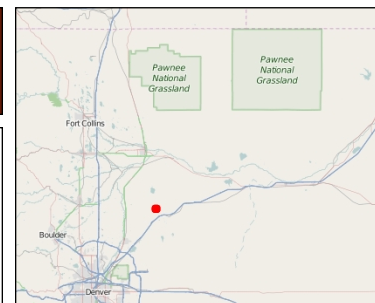 Pawnee
National
Grassland
Pawnee
National
Grassland
Fort Collins
Boulder
Denver